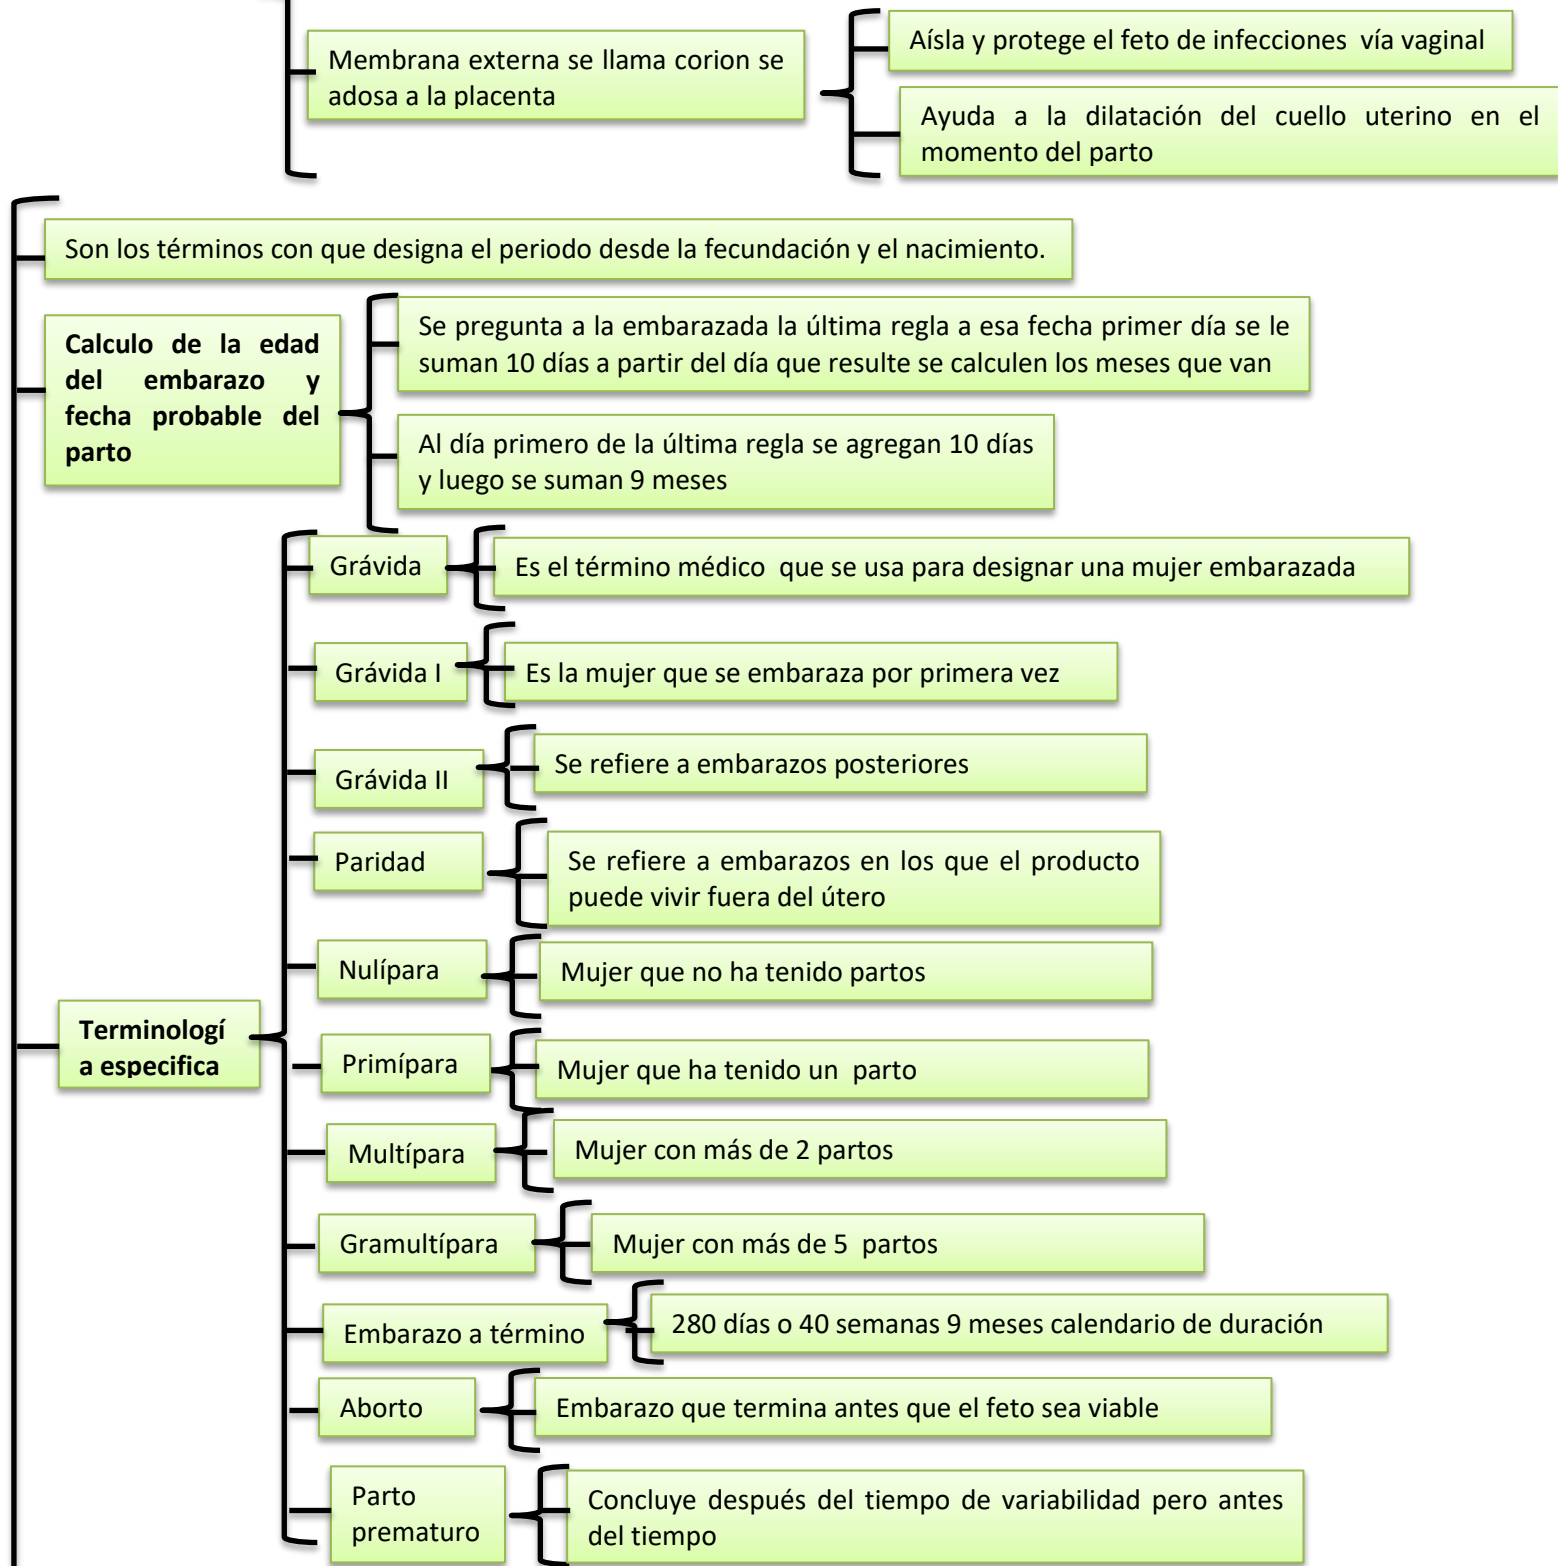 Membrana externa se llama corion se
adosa a la placenta
Aísla y protege el feto de infecciones vía vaginal
Ayuda a la dilatación del cuello uterino en el
momento del parto
Son los términos con que designa el periodo desde la fecundación y el nacimiento.
Calculo de la edad
del embarazo y
fecha probable del
parto
Se pregunta a la embarazada la última regla a esa fecha primer día se le
suman 10 días a partir del día que resulte se calculen los meses que van
Al día primero de la última regla se agregan 10 días
y luego se suman 9 meses
Terminologí
a especifica
Grávida
Es el término médico que se usa para designar una mujer embarazada
Grávida I
Es la mujer que se embaraza por primera vez
Grávida II
Se refiere a embarazos posteriores
Paridad
Se refiere a embarazos en los que el producto
puede vivir fuera del útero
Nulípara
Mujer que no ha tenido partos
Primípara
Mujer que ha tenido un parto
Multípara
Mujer con más de 2 partos
Gramultípara
Mujer con más de 5 partos
Embarazo a término
280 días o 40 semanas 9 meses calendario de duración
Aborto
Embarazo que termina antes que el feto sea viable
Parto
prematuro
Concluye después del tiempo de variabilidad pero antes
del tiempo